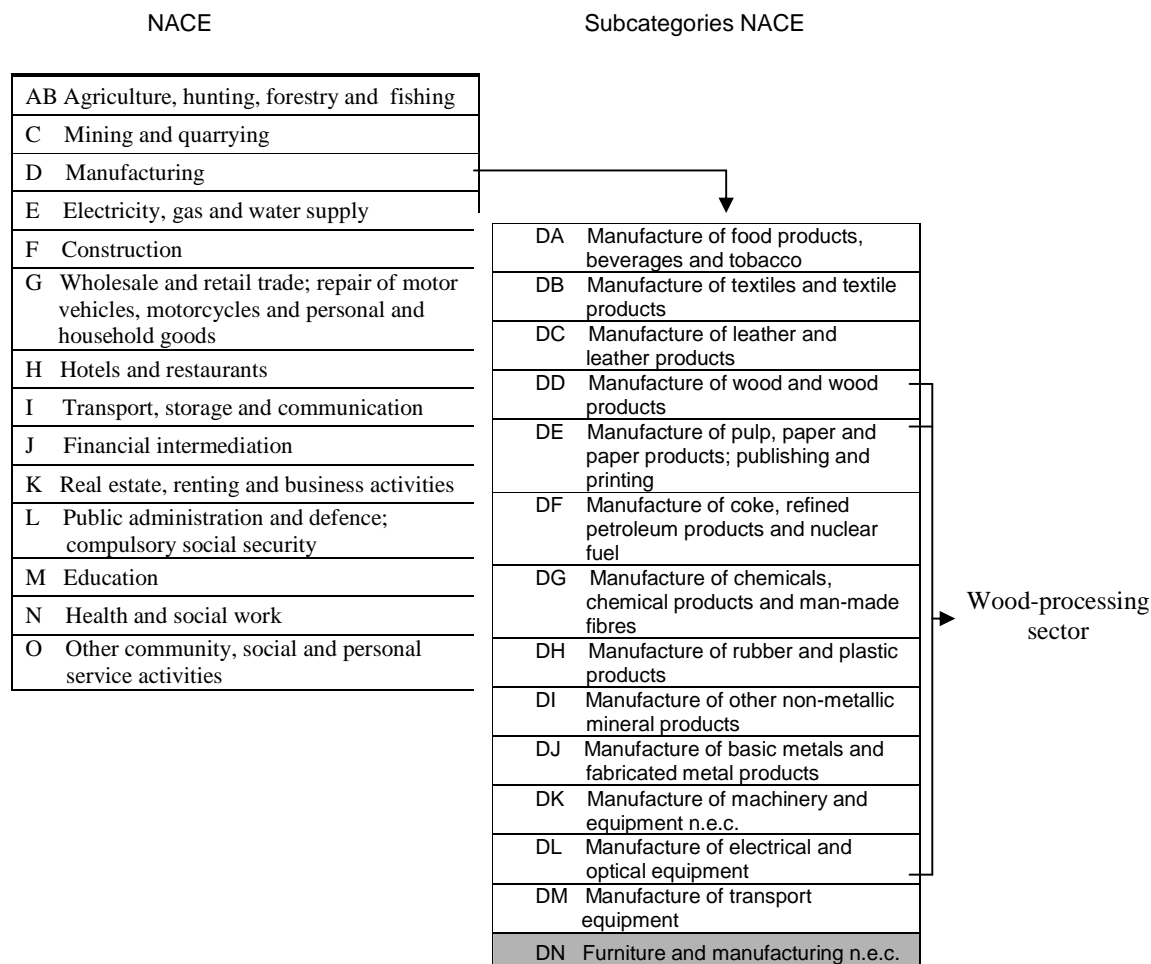 NACE
Subcategories NACE
AB Agriculture, hunting, forestry and fishing
C Mining and quarrying
D Manufacturing
E Electricity, gas and water supply
F Construction
G Wholesale and retail trade; repair of motor
vehicles, motorcycles and personal and
household goods
H Hotels and restaurants
I Transport, storage and communication
J Financial intermediation
K Real estate, renting and business activities
L Public administration and defence;
compulsory social security
M Education
N Health and social work
O Other community, social and personal
service activities
DA Manufacture of food products,
beverages and tobacco
DB Manufacture of textiles and textile
products
DC Manufacture of leather and
leather products
DD Manufacture of wood and wood
products
DE Manufacture of pulp, paper and
paper products; publishing and
printing
DF Manufacture of coke, refined
petroleum products and nuclear
fuel
DG Manufacture of chemicals,
chemical products and man-made
fibres
DH Manufacture of rubber and plastic
products
DI Manufacture of other non-metallic
mineral products
DJ Manufacture of basic metals and
fabricated metal products
DK Manufacture of machinery and
equipment n.e.c.
DL Manufacture of electrical and
optical equipment
DM Manufacture of transport
equipment
DN Furniture and manufacturing n.e.c.
Wood-processing
sector